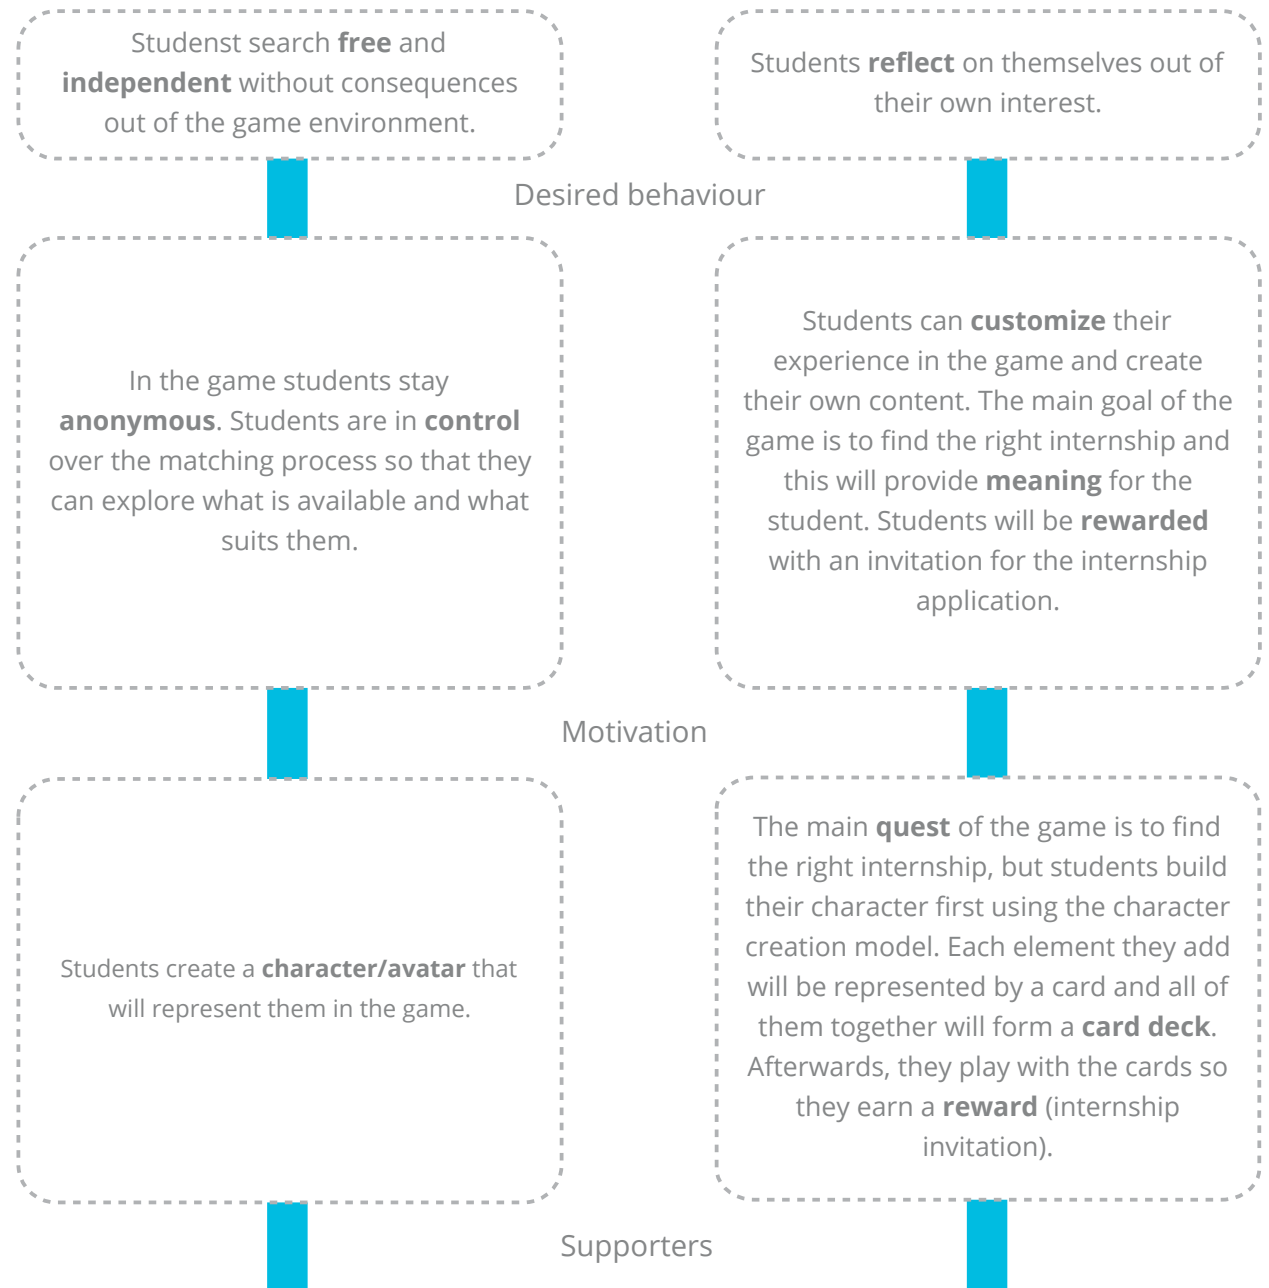 Studenst search free and
independent without consequences
out of the game environment.
Students reflect on themselves out of
their own interest.
Desired behaviour
In the game students stay
anonymous. Students are in control
over the matching process so that they
can explore what is available and what
suits them.
Students can customize their
experience in the game and create
their own content. The main goal of the
game is to find the right internship and
this will provide meaning for the
student. Students will be rewarded
with an invitation for the internship
application.
Motivation
Students create a character/avatar that
will represent them in the game.
The main quest of the game is to find
the right internship, but students build
their character first using the character
creation model. Each element they add
will be represented by a card and all of
them together will form a card deck.
Afterwards, they play with the cards so
they earn a reward (internship
invitation).
Supporters